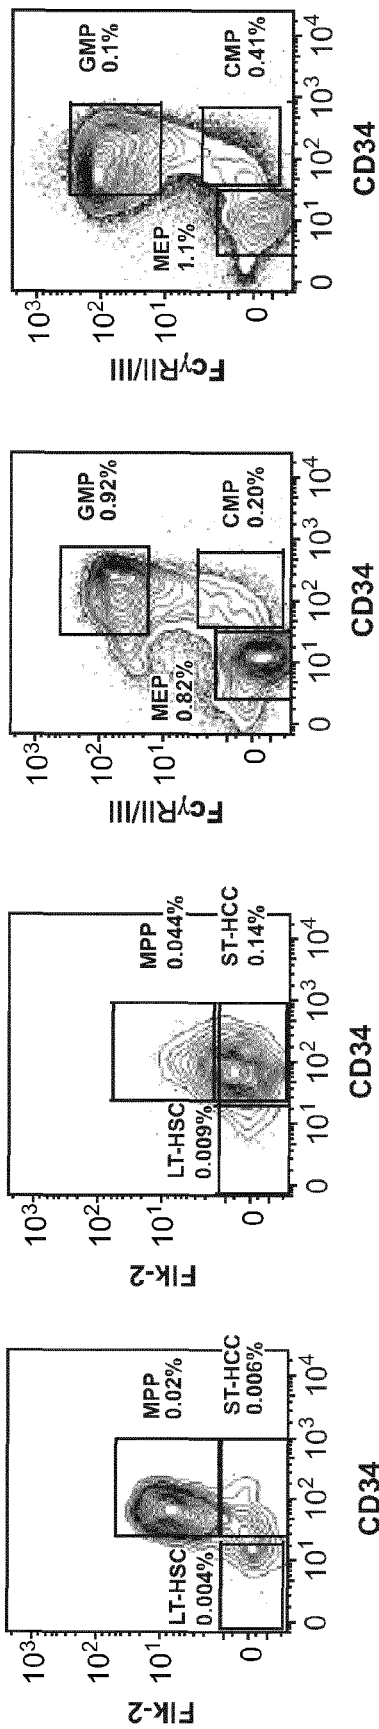 Flk-2
10³
10²
10¹
0
LT-HSC
0.004%
MPP
0.02%
ST-HCC
0.006%
0 10¹ 10² 10³ 10⁴
CD34
Flk-2
10³
10²
10¹
0
LT-HSC
0.009%
MPP
0.044%
ST-HCC
0.14%
0 10¹ 10² 10³ 10⁴
CD34
FcγRII/III
10³
10²
10¹
0
MEP
0.82%
GMP
0.92%
CMP
0.20%
0 10¹ 10² 10³ 10⁴
CD34
FcγRII/III
10³
10²
10¹
0
MEP
1.1%
GMP
0.1%
CMP
0.41%
0 10¹ 10² 10³ 10⁴
CD34